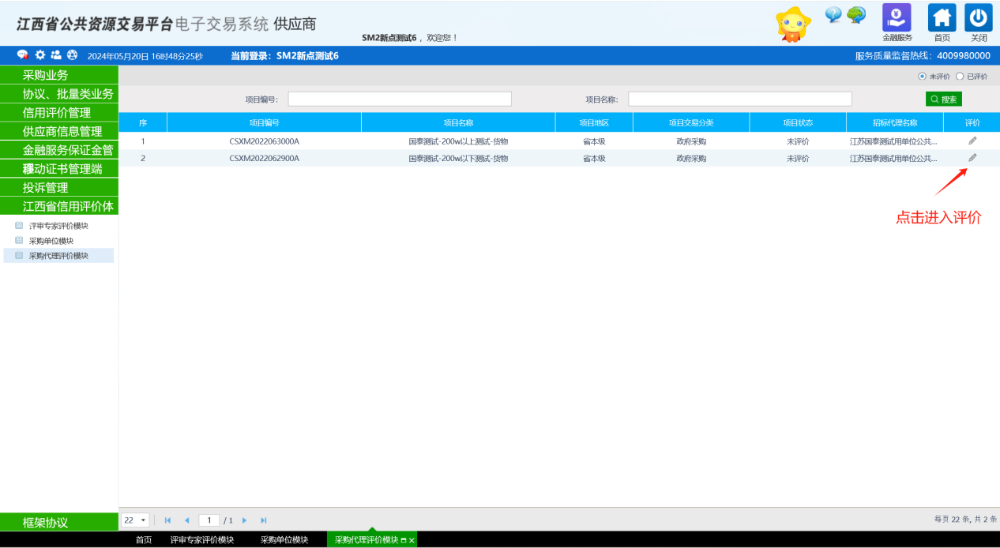 江西省公共资源交易平台电子交易系统 供应商
SM2新点测试6，欢迎您！
金融服务 首页 关闭
2024年05月20日 16时48分25秒 当前登录：SM2新点测试6 服务质量监督热线：4009980000
采购业务
协议、批量类业务
信用评价管理
供应商信息管理
金融服务保证金管
移动证书管理端
投诉管理
江西省信用评价体
评审专家评价模块
采购单位模块
采购代理评价模块
框架协议
未评价 已评价
项目编号： 项目名称： 搜索
序 项目编号 项目名称 项目地区 项目交易分类 项目状态 招标代理名称 评价
1 CSXM2022063000A 国泰测试-200w以上测试-货物 省本级 政府采购 未评价 江苏国泰测试用单位公共...
2 CSXM2022062900A 国泰测试-200w以下测试-货物 省本级 政府采购 未评价 江苏国泰测试用单位公共...
点击进入评价
22 1 / 1 每页 22 条, 共 2 条
首页 评审专家评价模块 采购单位模块 采购代理评价模块